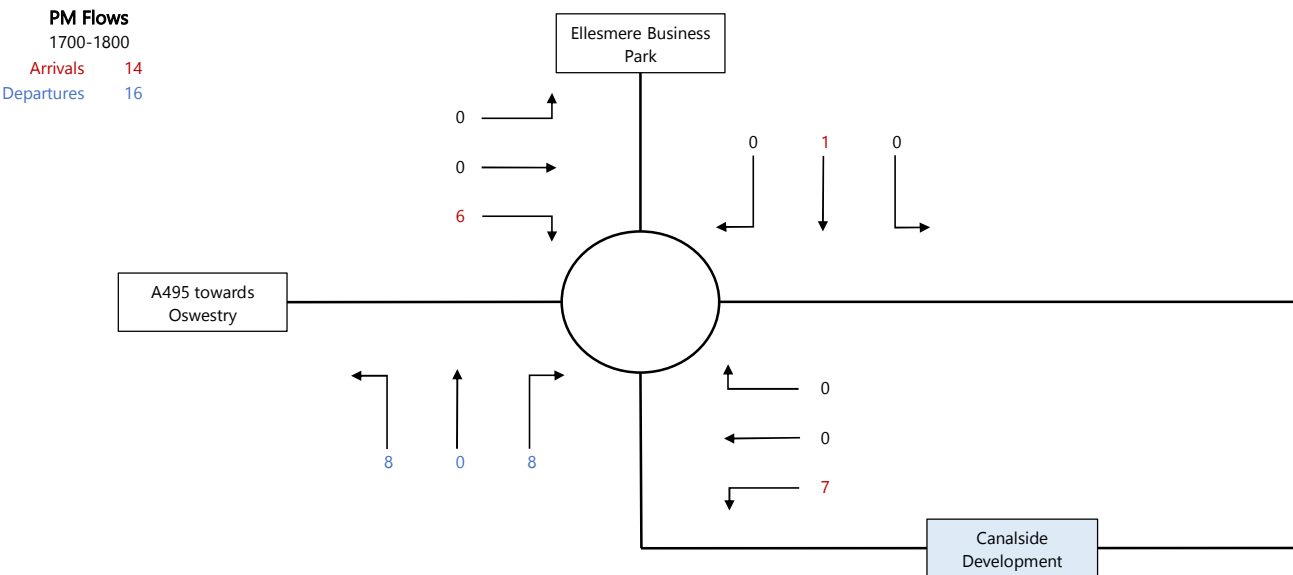 PM Flows
1700-1800
Arrivals 14
Departures 16
Ellesmere Business
Park
0
0
6
0 1 0
A495 towards
Oswestry
0
0
7
8 0 8
Canalside
Development